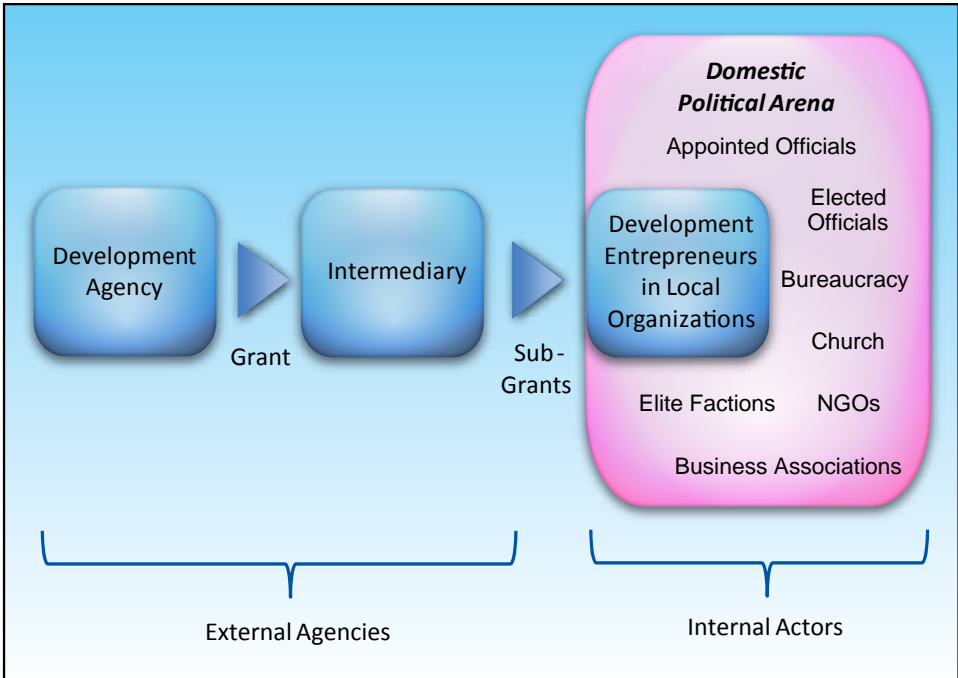 Development
Agency
Grant
Intermediary
Sub-
Grants
Domestic
Political Arena
Appointed Officials
Elected
Officials
Development
Entrepreneurs
in Local
Organizations
Bureaucracy
Church
Elite Factions
NGOs
Business Associations
External Agencies
Internal Actors